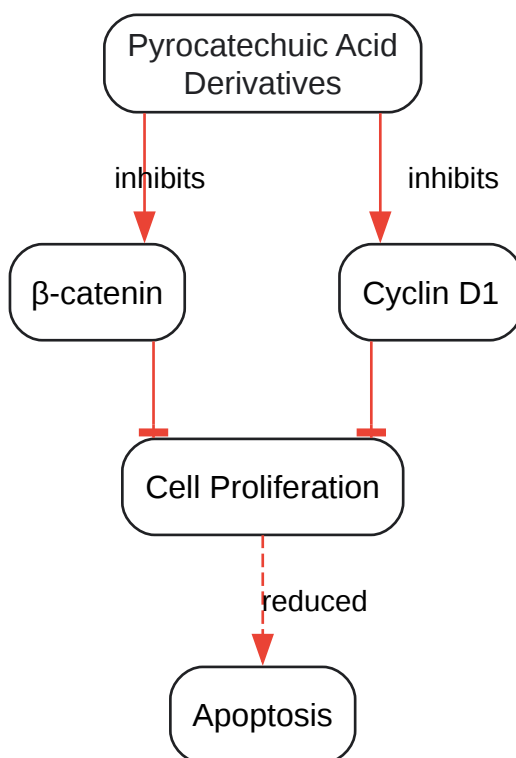 Pyrocatechuic Acid
Derivatives
inhibits
inhibits
β-catenin
Cyclin D1
Cell Proliferation
reduced
Apoptosis